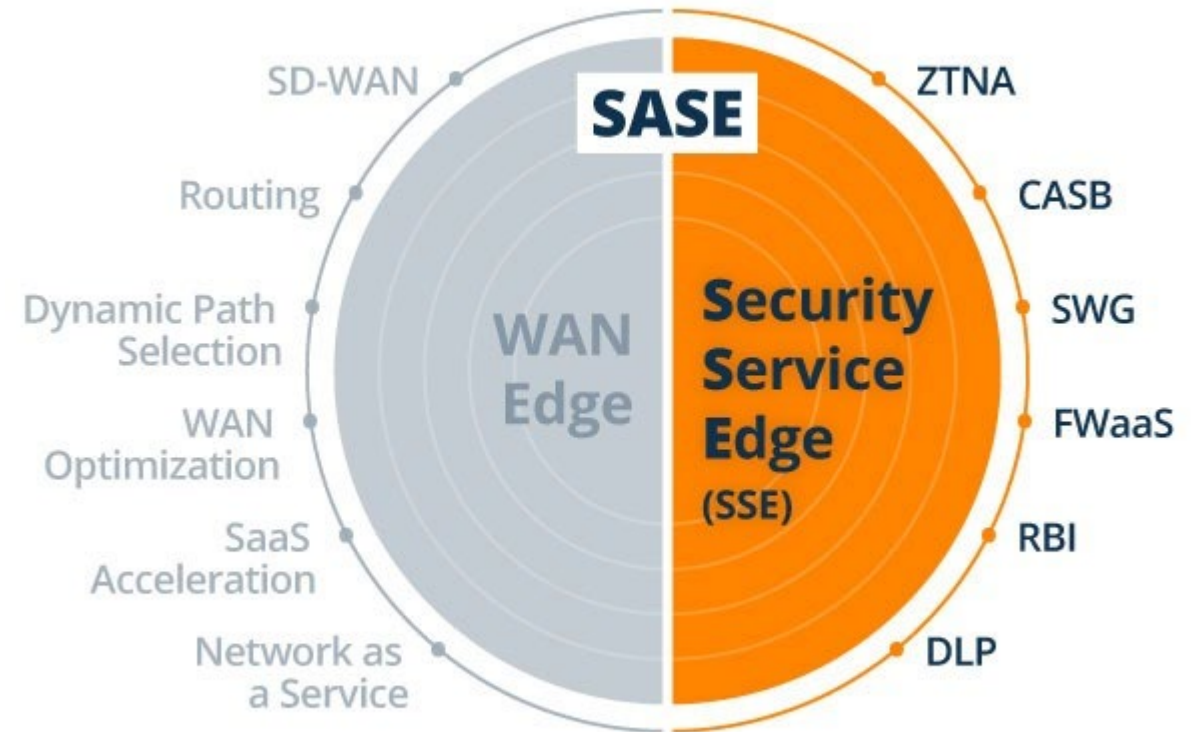 SASE
SD-WAN
Routing
Dynamic Path
Selection
WAN
Optimization
SaaS
Acceleration
Network as
a Service
WAN
Edge
Security
Service
Edge
(SSE)
ZTNA
CASB
SWG
FWaaS
RBI
DLP